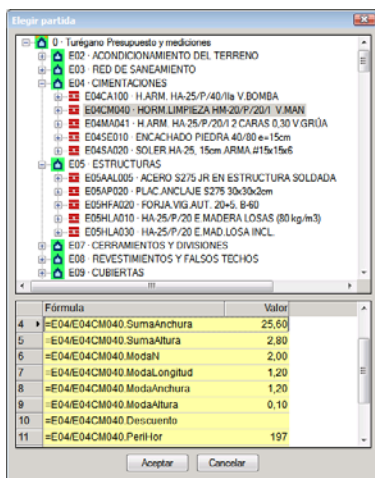 Elegir partida
0 · Turégano Presupuesto y mediciones
E02 · ACONDICIONAMIENTO DEL TERRENO
E03 · RED DE SANEAMIENTO
E04 · CIMENTACIONES
E04CA100 · H.ARM. HA-25/P/40/IIa V.BOMBA
E04CM040 · HORM.LIMPIEZA HM-20/P/20/I V.MAN
E04MA041 · H.ARM. HA-25/P/20/I 2 CARAS 0,30 V.GRÚA
E04SE010 · ENCACHADO PIEDRA 40/80 e=15cm
E04SA020 · SOLER.HA-25, 15cm.ARMA.#15x15x6
E05 · ESTRUCTURAS
E05AAL005 · ACERO S275 JR EN ESTRUCTURA SOLDADA
E05AP020 · PLAC.ANCLAJE S275 30x30x2cm
E05HFA020 · FORJA.VIG.AUT. 20+5, B-60
E05HLA010 · HA-25/P/20 E.MADERA LOSAS (80 kg/m3)
E05HLA030 · HA-25/P/20 E.MAD.LOSA INCL.
E07 · CERRAMIENTOS Y DIVISIONES
E08 · REVESTIMIENTOS Y FALSOS TECHOS
E09 · CUBIERTAS
Fórmula Valor
4 =E04/E04CM040.SumaAnchura 25,60
5 =E04/E04CM040.SumaAltura 2,80
6 =E04/E04CM040.ModaN 2,00
7 =E04/E04CM040.ModaLongitud 1,20
8 =E04/E04CM040.ModaAnchura 1,20
9 =E04/E04CM040.ModaAltura 0,10
10 =E04/E04CM040.Descuento
11 =E04/E04CM040.PeriHor 197
Aceptar Cancelar